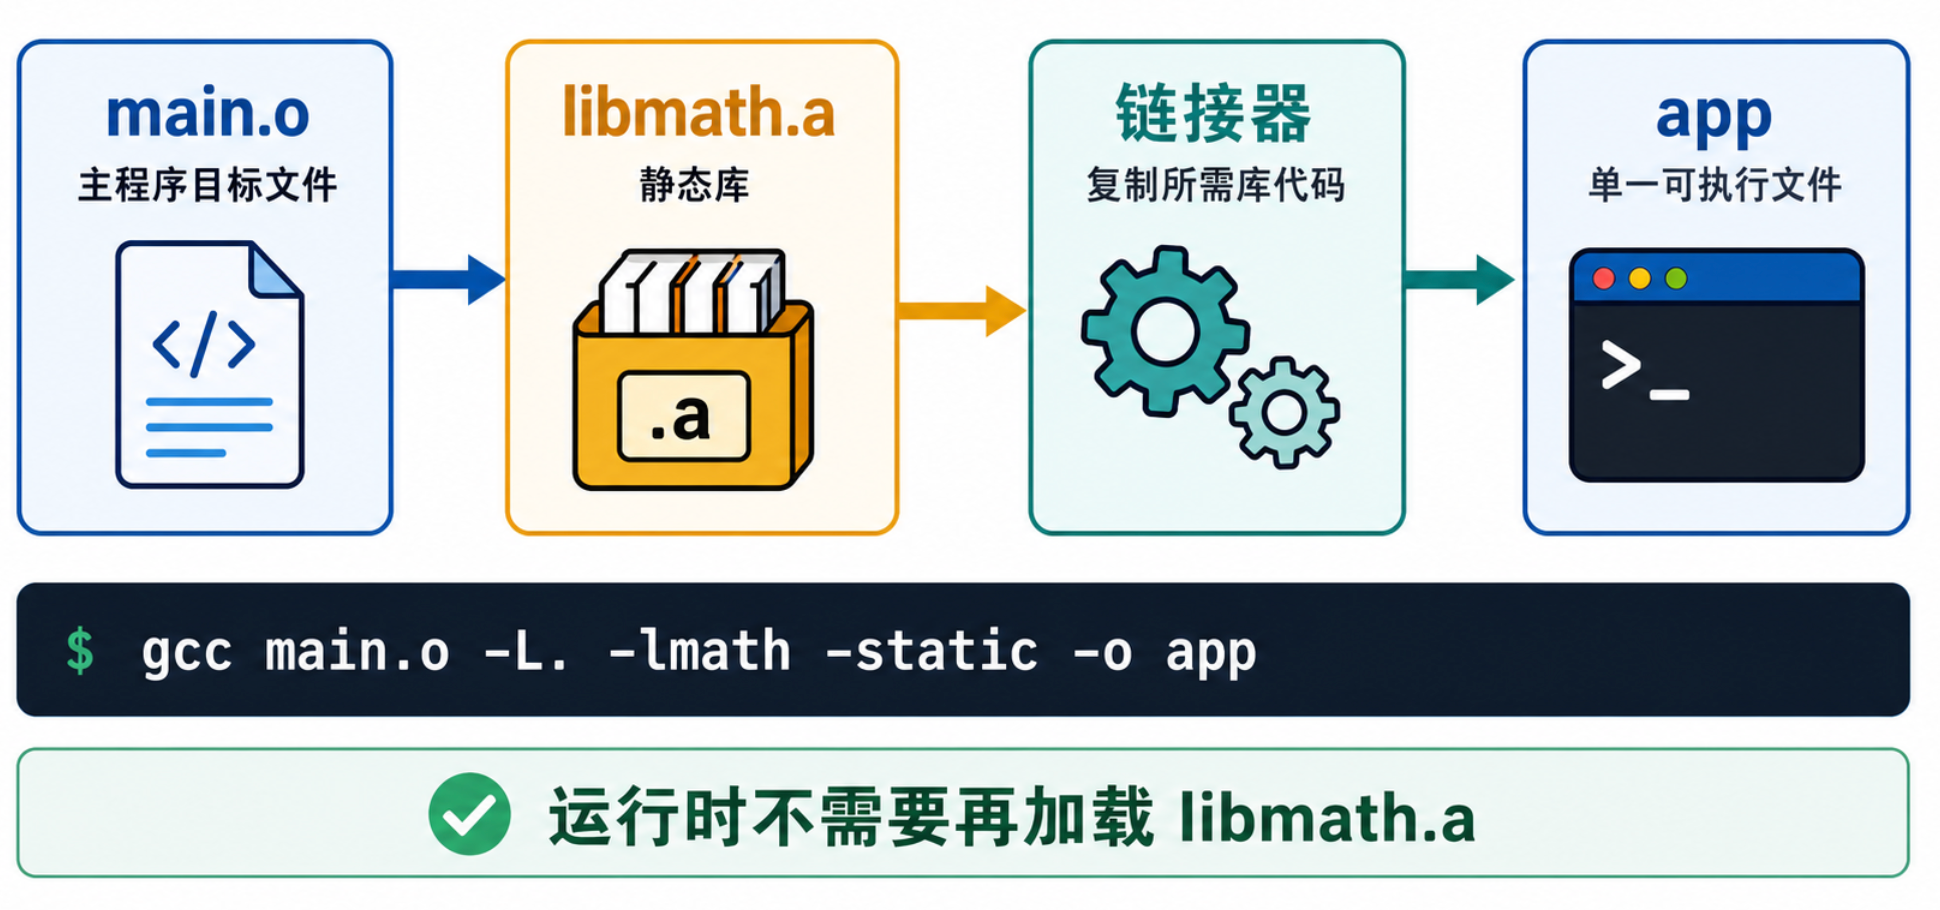 main.o
主程序目标文件
</>
libmath.a
静态库
.a
链接器
复制所需库代码
app
单一可执行文件
>_
$ gcc main.o -L. -lmath -static -o app
运行时不需要再加载 libmath.a